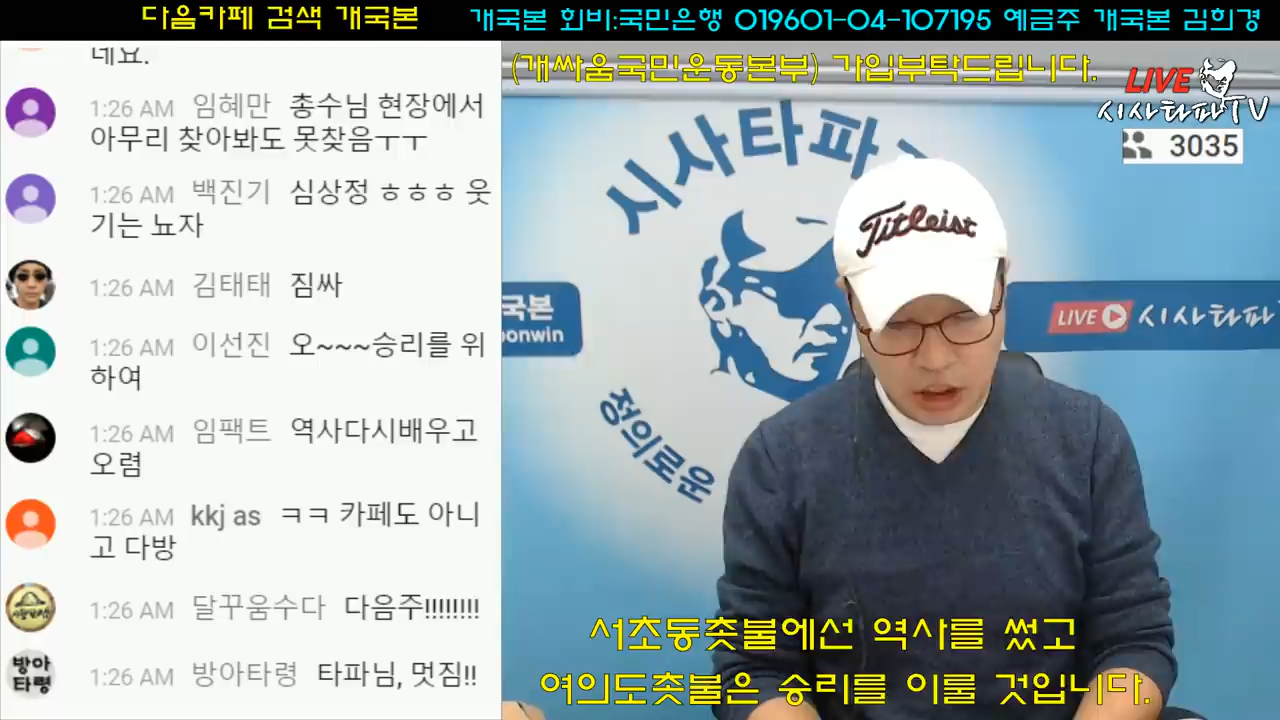 다음카페 검색 개국본
개국본 회비:국민은행 019601-04-107195 예금주 개국본 김희경
(개싸움국민운동본부) 가입부탁드립니다.
LIVE
시사타파TV
3035
네요.
1:26 AM 임혜만 총수님 현장에서
아무리 찾아봐도 못찾음ㅜㅜ
1:26 AM 백진기 심상정 ㅎㅎㅎ 웃
기는 뇨자
1:26 AM 김태태 짐싸
1:26 AM 이선진 오~~~승리를 위
하여
1:26 AM 임팩트 역사다시배우고
오렴
1:26 AM kkj as ㅋㅋ 카페도 아니
고 다방
1:26 AM 달꾸움수다 다음주!!!!!!!!
방아
타령
1:26 AM 방아타령 타파님, 멋짐!!
시사타파
Titleist
국본
oonwin
LIVE 시사타파
정의로운
서초동촛불에선 역사를 썼고
여의도촛불은 승리를 이룰 것입니다.